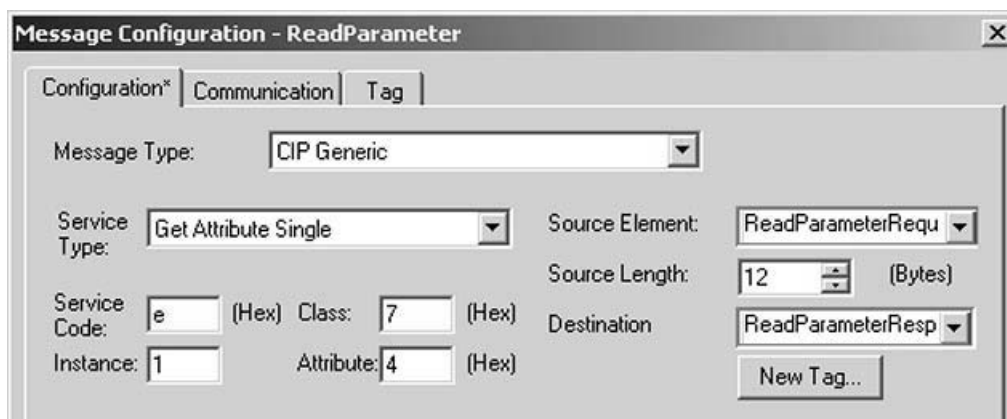 Message Configuration - ReadParameter
Configuration* Communication Tag
Message Type: CIP Generic
Service Type: Get Attribute Single
Source Element: ReadParameterRequ
Source Length: 12 (Bytes)
Service Code: e (Hex) Class: 7 (Hex)
Destination ReadParameterResp
Instance: 1 Attribute: 4 (Hex)
New Tag...